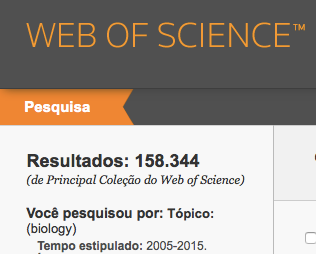 WEB OF SCIENCE™
Pesquisa
Resultados: 158.344
(de Principal Coleção do Web of Science)
Você pesquisou por: Tópico:
(biology)
Tempo estipulado: 2005-2015.